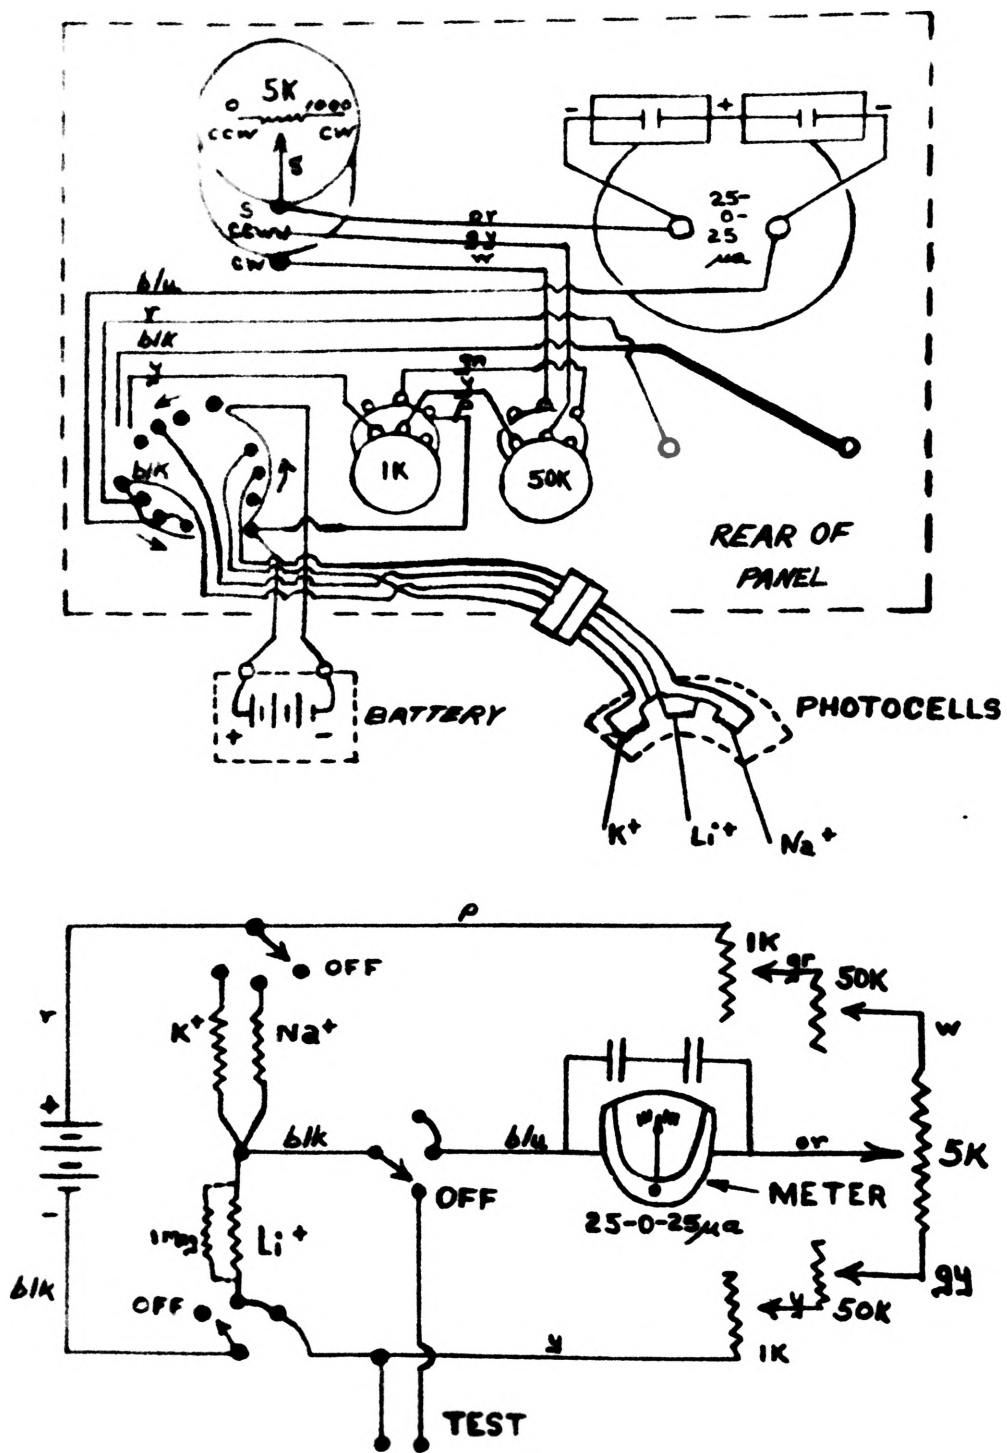 5K
0 1000
CCW CW
S
S
CCW
CW
- + -
25-
0-
25
μa
or
gy
w
blu
r
blk
y
gn
y
p
blk
1K
50K
REAR OF
PANEL
BATTERY
+ -
PHOTOCELLS
K+
Li+
Na+
p
OFF
1K
gr
50K
r
K+
Na+
w
+
blk
blu
or
5K
-
OFF
METER
25-0-25μa
1 Meg
Li+
blk
OFF
gy
y
50K
y
1K
TEST